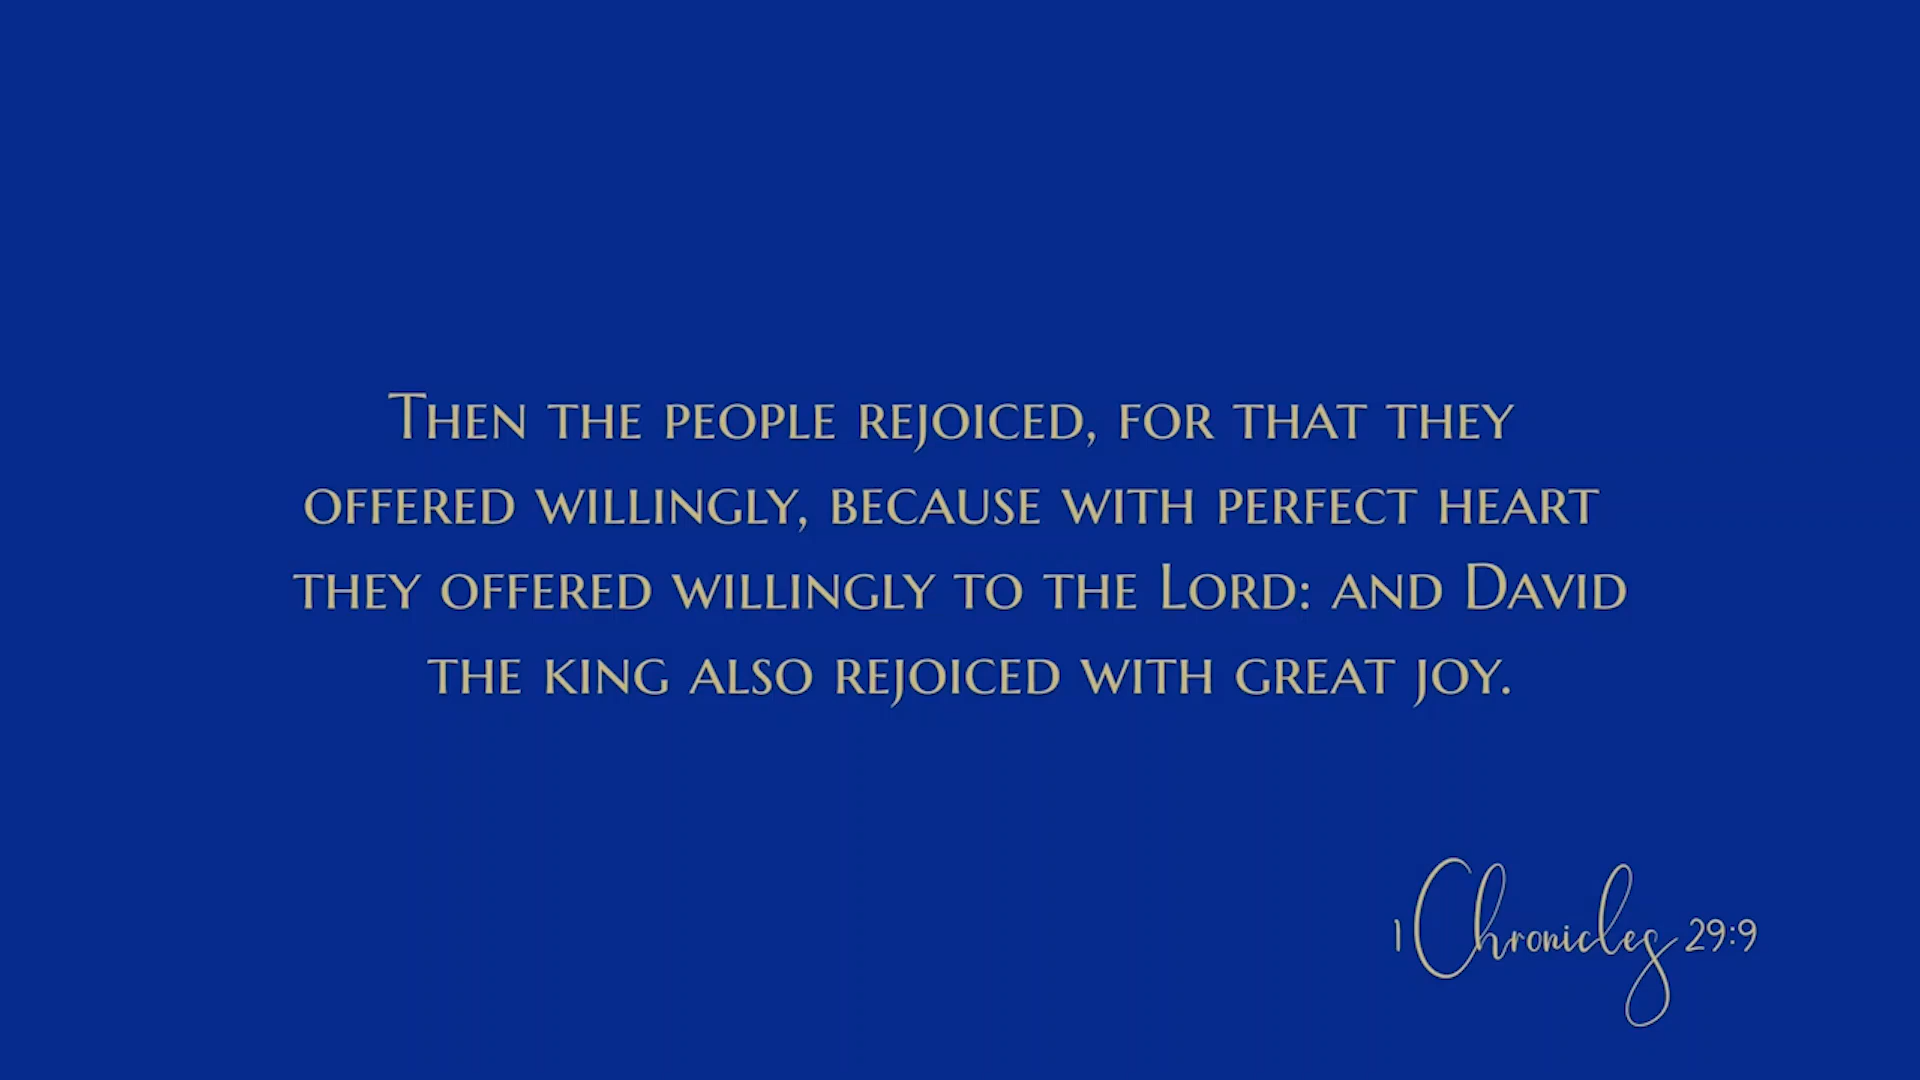 Then the people rejoiced, for that they
offered willingly, because with perfect heart
they offered willingly to the Lord: and David
the king also rejoiced with great joy.
1 Chronicles 29:9